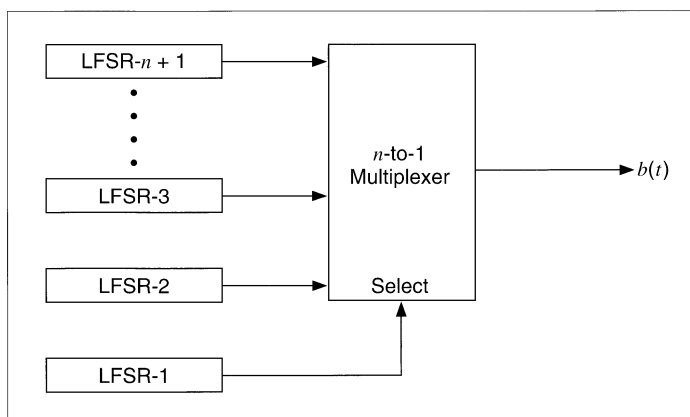 LFSR-n + 1
n-to-1
Multiplexer
b(t)
LFSR-3
LFSR-2
Select
LFSR-1